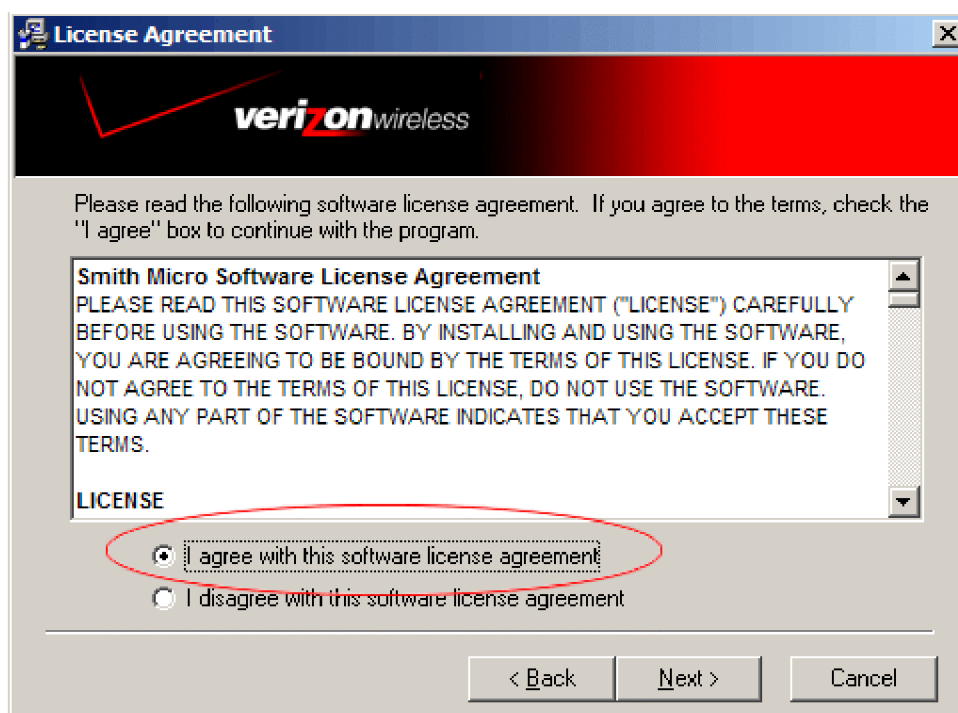 License Agreement
verizonwireless
Please read the following software license agreement.  If you agree to the terms, check the
"I agree" box to continue with the program.
Smith Micro Software License Agreement
PLEASE READ THIS SOFTWARE LICENSE AGREEMENT ("LICENSE") CAREFULLY
BEFORE USING THE SOFTWARE. BY INSTALLING AND USING THE SOFTWARE,
YOU ARE AGREEING TO BE BOUND BY THE TERMS OF THIS LICENSE. IF YOU DO
NOT AGREE TO THE TERMS OF THIS LICENSE, DO NOT USE THE SOFTWARE.
USING ANY PART OF THE SOFTWARE INDICATES THAT YOU ACCEPT THESE
TERMS.
LICENSE
I agree with this software license agreement
I disagree with this software license agreement
< Back
Next >
Cancel